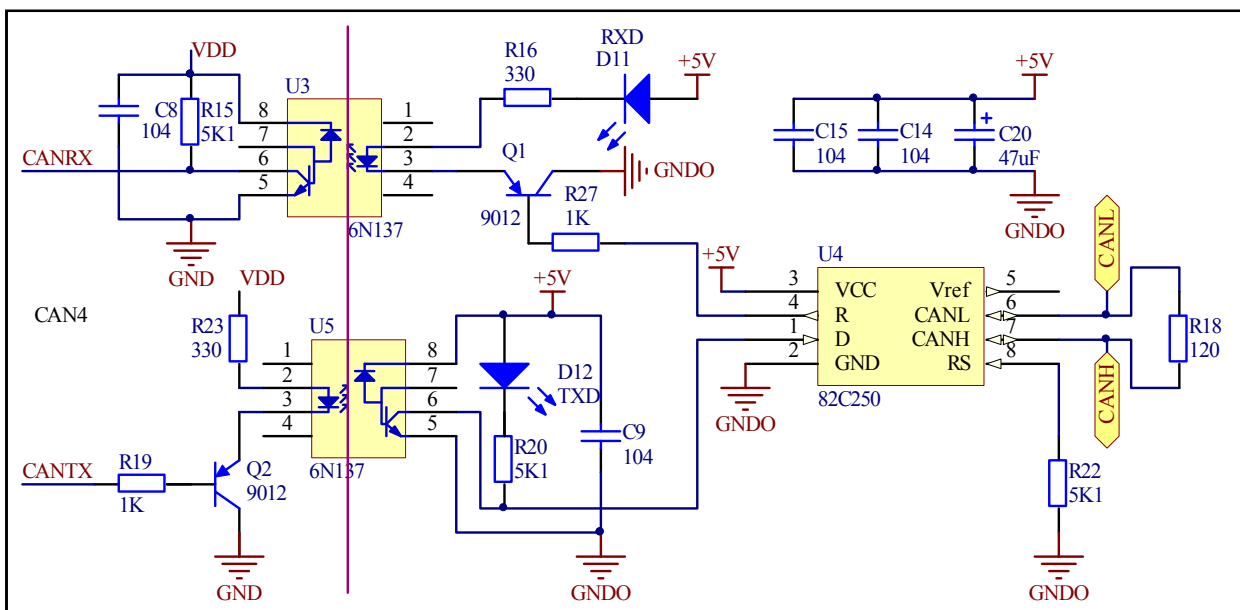 VDD
C8
104
R15
5K1
CANRX
GND
U3
8
7
6
5
1
2
3
4
6N137
R16
330
RXD
D11
+5V
Q1
9012
GNDO
R27
1K
+5V
C15
104
C14
104
C20
47uF
GNDO
CAN4
VDD
R23
330
CANTX
R19
1K
Q2
9012
GND
U5
1
2
3
4
8
7
6
5
6N137
+5V
D12
TXD
R20
5K1
C9
104
GNDO
+5V
GNDO
U4
3 VCC Vref 5
4 R CANL 6
1 D CANH 7
2 GND RS 8
82C250
CANL
CANH
R18
120
R22
5K1
GNDO